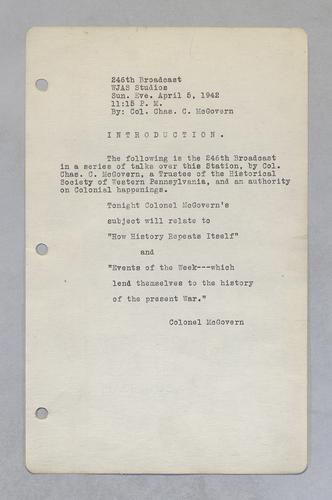 246th Broadcast
WJAS Studios
Sun. Eve. April 5, 1942
11:15 P. M.
By: Col. Chas. C. McGovern
I N T R O D U C T I O N .
The following is the 246th Broadcast
in a series of talks over this Station, by Col.
Chas. C. McGovern, a Trustee of the Historical
Society of Western Pennsylvania, and an authority
on Colonial happenings.
Tonight Colonel McGovern's
subject will relate to
"How History Repeats Itself"
and
"Events of the Week---which
lend themselves to the history
of the present War."
Colonel McGovern